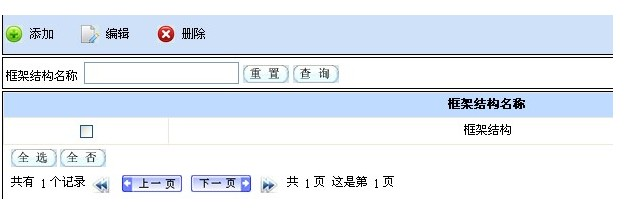 添加 编辑 删除
框架结构名称 重置 查询
框架结构名称
框架结构
全选 全否
共有 1个记录 上一页 下一页 共 1页 这是第 1页